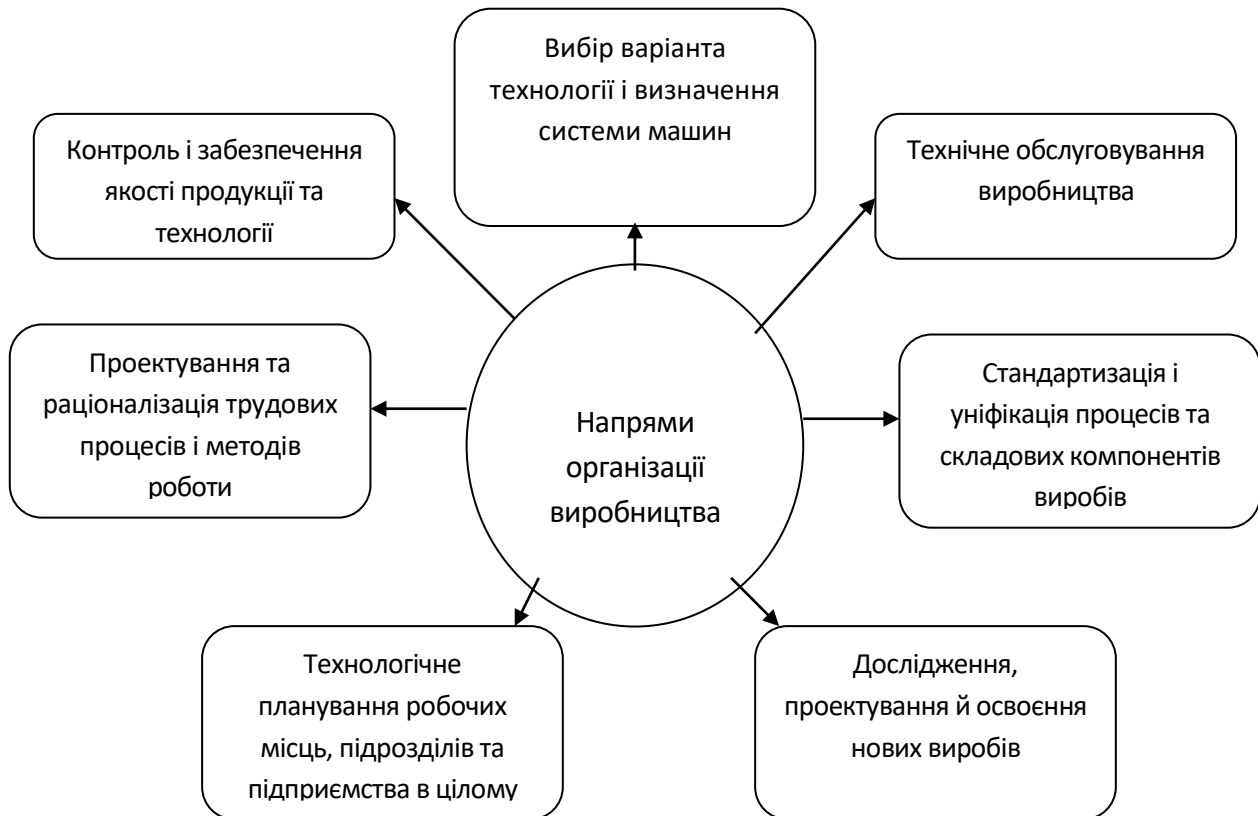 Вибір варіанта
технології і визначення
системи машин
Контроль і забезпечення
якості продукції та
технології
Технічне обслуговування
виробництва
Проектування та
раціоналізація трудових
процесів і методів
роботи
Стандартизація і
уніфікація процесів та
складових компонентів
виробів
Напрями
організації
виробництва
Технологічне
планування робочих
місць, підрозділів та
підприємства в цілому
Дослідження,
проектування й освоєння
нових виробів